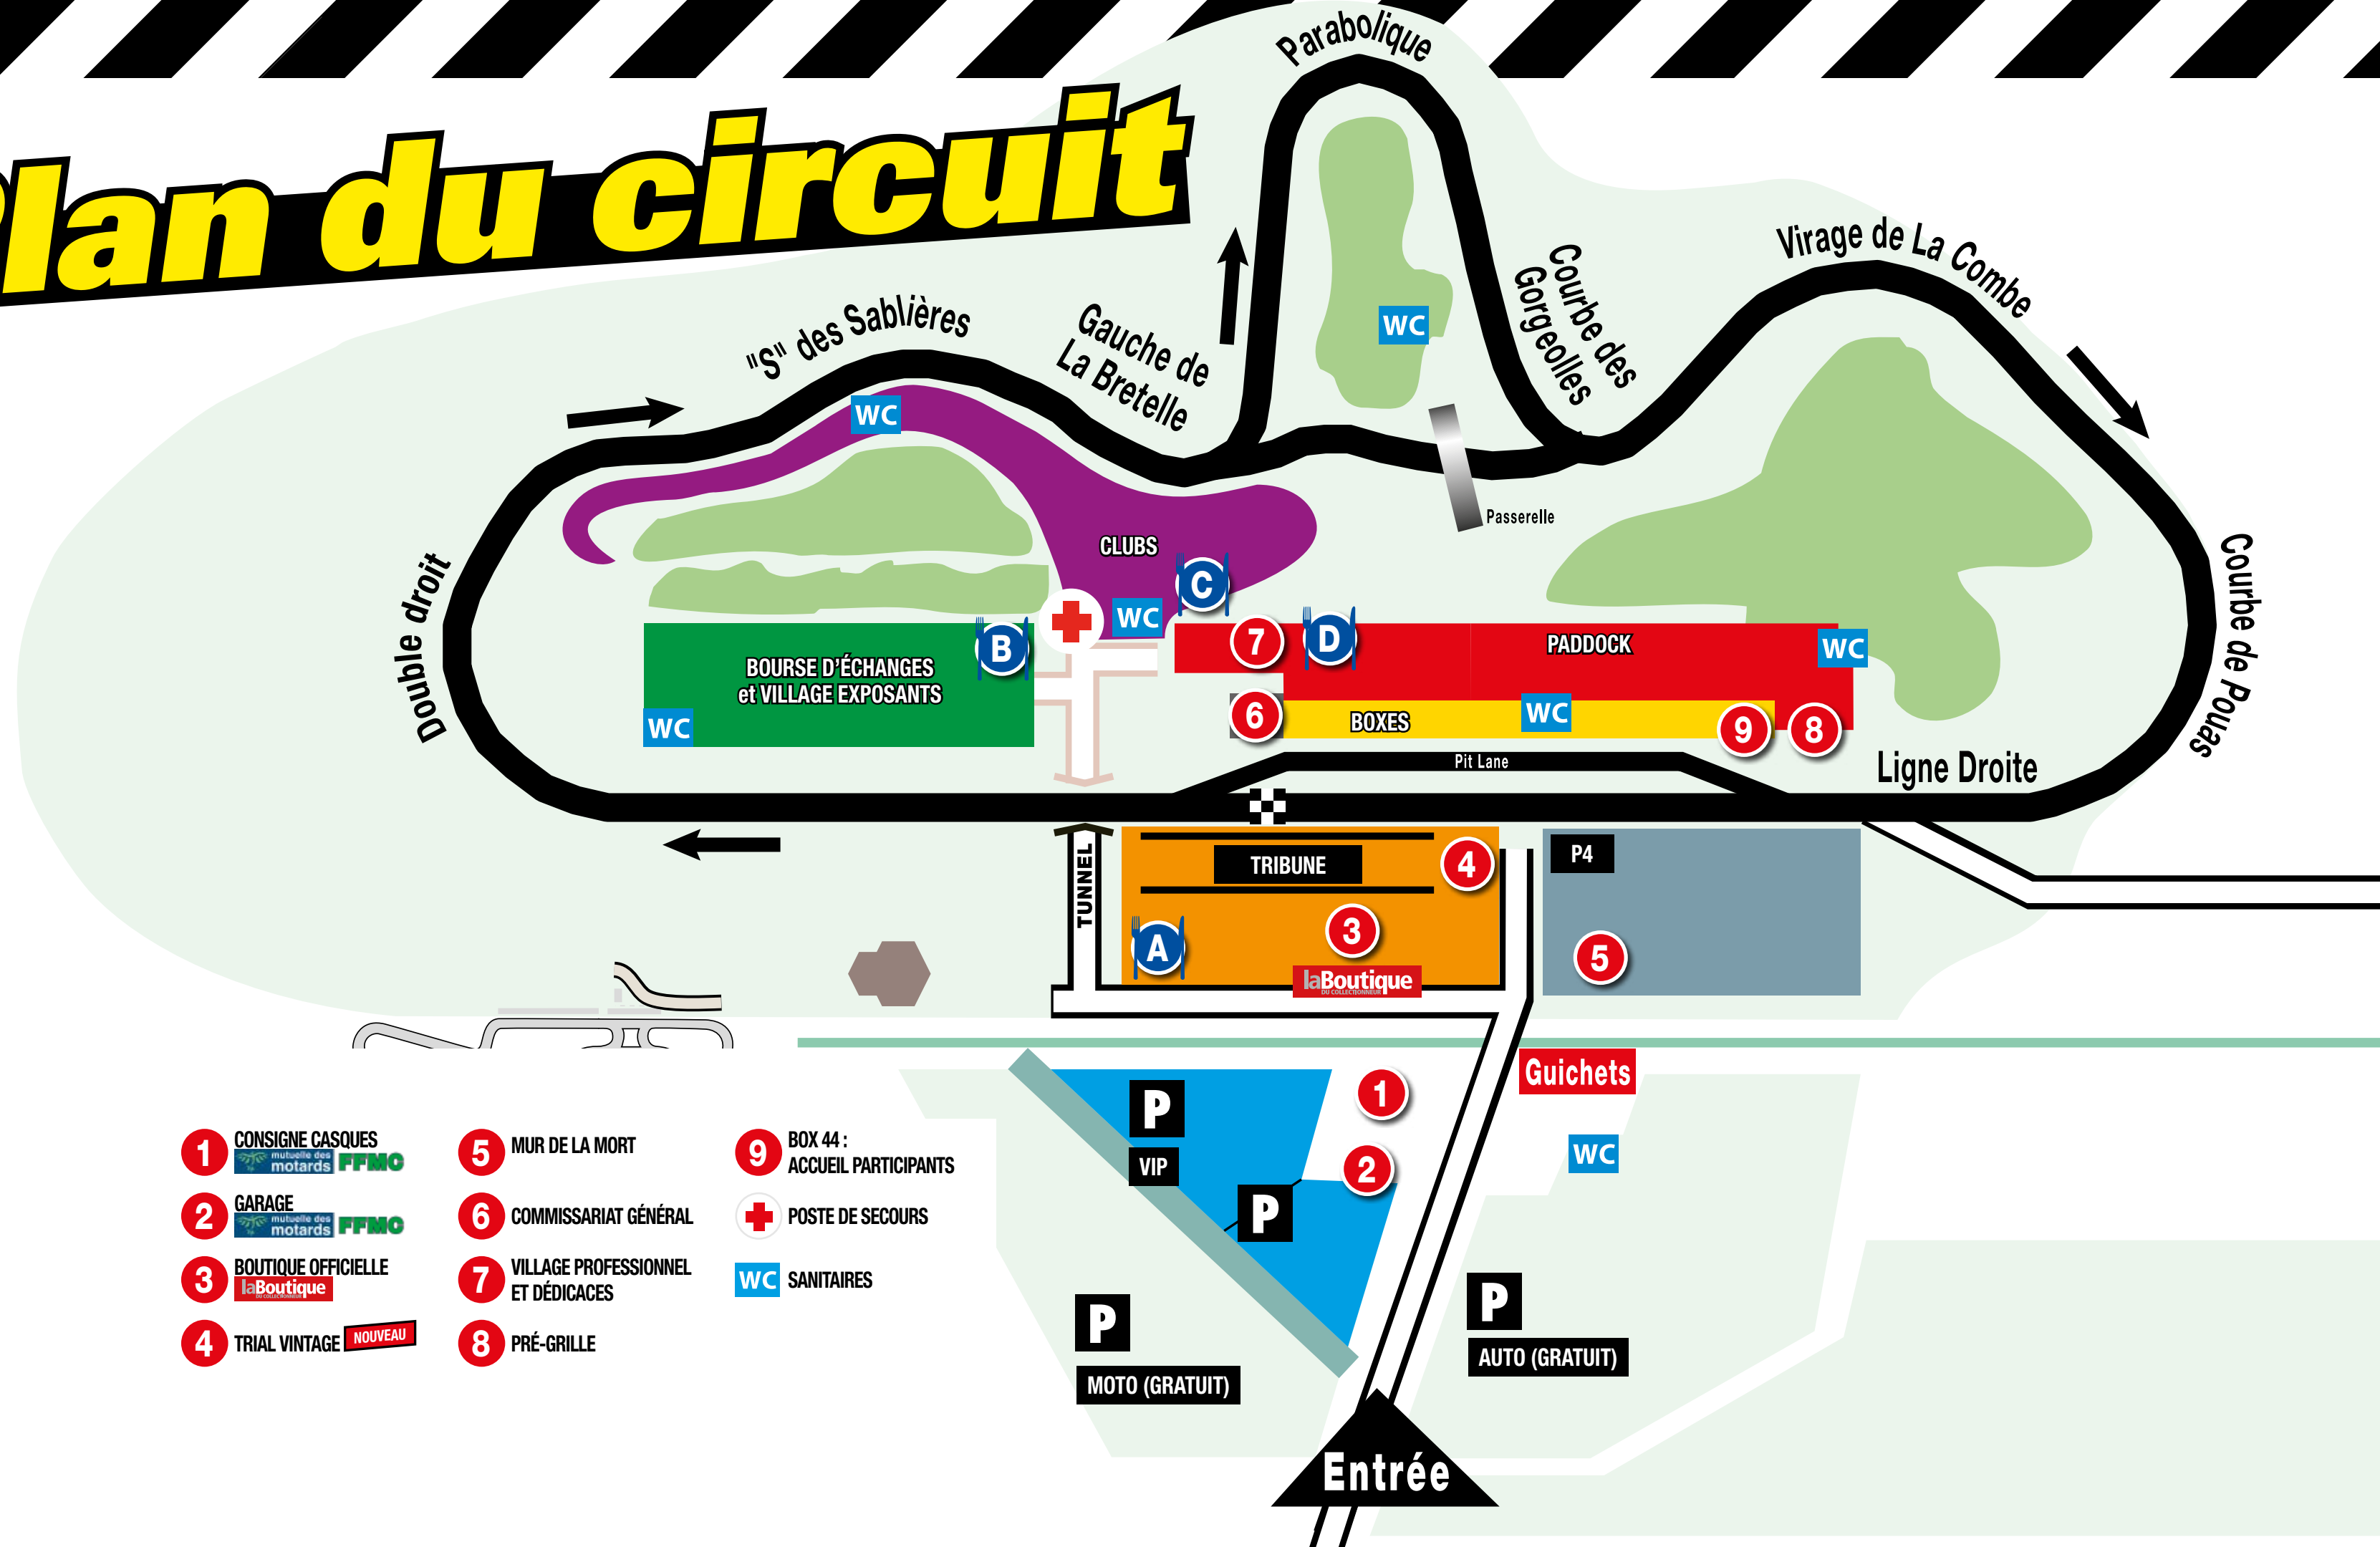 Plan du circuit
Parabolique
Virage de La Combe
Courbe des
Gorgeolles
"S" des Sablières
Gauche de
La Bretelle
WC
WC
Passerelle
CLUBS
Double droit
Courbe de Pouas
C
WC
B
BOURSE D'ÉCHANGES
et VILLAGE EXPOSANTS
WC
7
D
PADDOCK
WC
6
BOXES
WC
9
8
Pit Lane
Ligne Droite
TUNNEL
TRIBUNE
4
P4
A
3
laBoutique
DU COLLECTIONNEUR
5
Guichets
P
VIP
1
2
P
WC
P
MOTO (GRATUIT)
P
AUTO (GRATUIT)
Entrée
1 CONSIGNE CASQUES
mutuelle des
motards FFMC
2 GARAGE
mutuelle des
motards FFMC
3 BOUTIQUE OFFICIELLE
laBoutique
DU COLLECTIONNEUR
4 TRIAL VINTAGE NOUVEAU
5 MUR DE LA MORT
6 COMMISSARIAT GÉNÉRAL
7 VILLAGE PROFESSIONNEL
ET DÉDICACES
8 PRÉ-GRILLE
9 BOX 44 :
ACCUEIL PARTICIPANTS
POSTE DE SECOURS
WC SANITAIRES